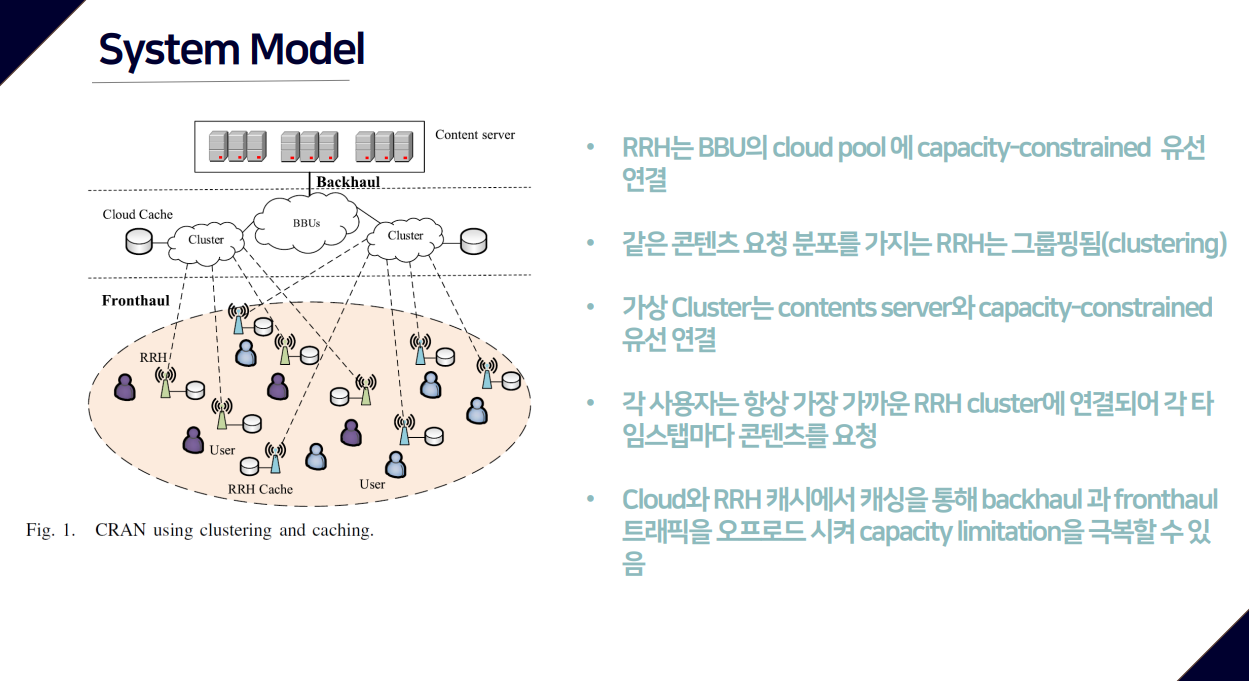 System Model
Content server
Backhaul
Cloud Cache
BBUs
Cluster
Cluster
Fronthaul
RRH
User
RRH Cache
User
Fig. 1. CRAN using clustering and caching.
• RRH는 BBU의 cloud pool 에 capacity-constrained 유선
연결
• 같은 콘텐츠 요청 분포를 가지는 RRH는 그룹핑됨(clustering)
• 가상 Cluster는 contents server와 capacity-constrained
유선 연결
• 각 사용자는 항상 가장 가까운 RRH cluster에 연결되어 각 타
임스탭마다 콘텐츠를 요청
• Cloud와 RRH 캐시에서 캐싱을 통해 backhaul 과 fronthaul
트래픽을 오프로드 시켜 capacity limitation을 극복할 수 있
음